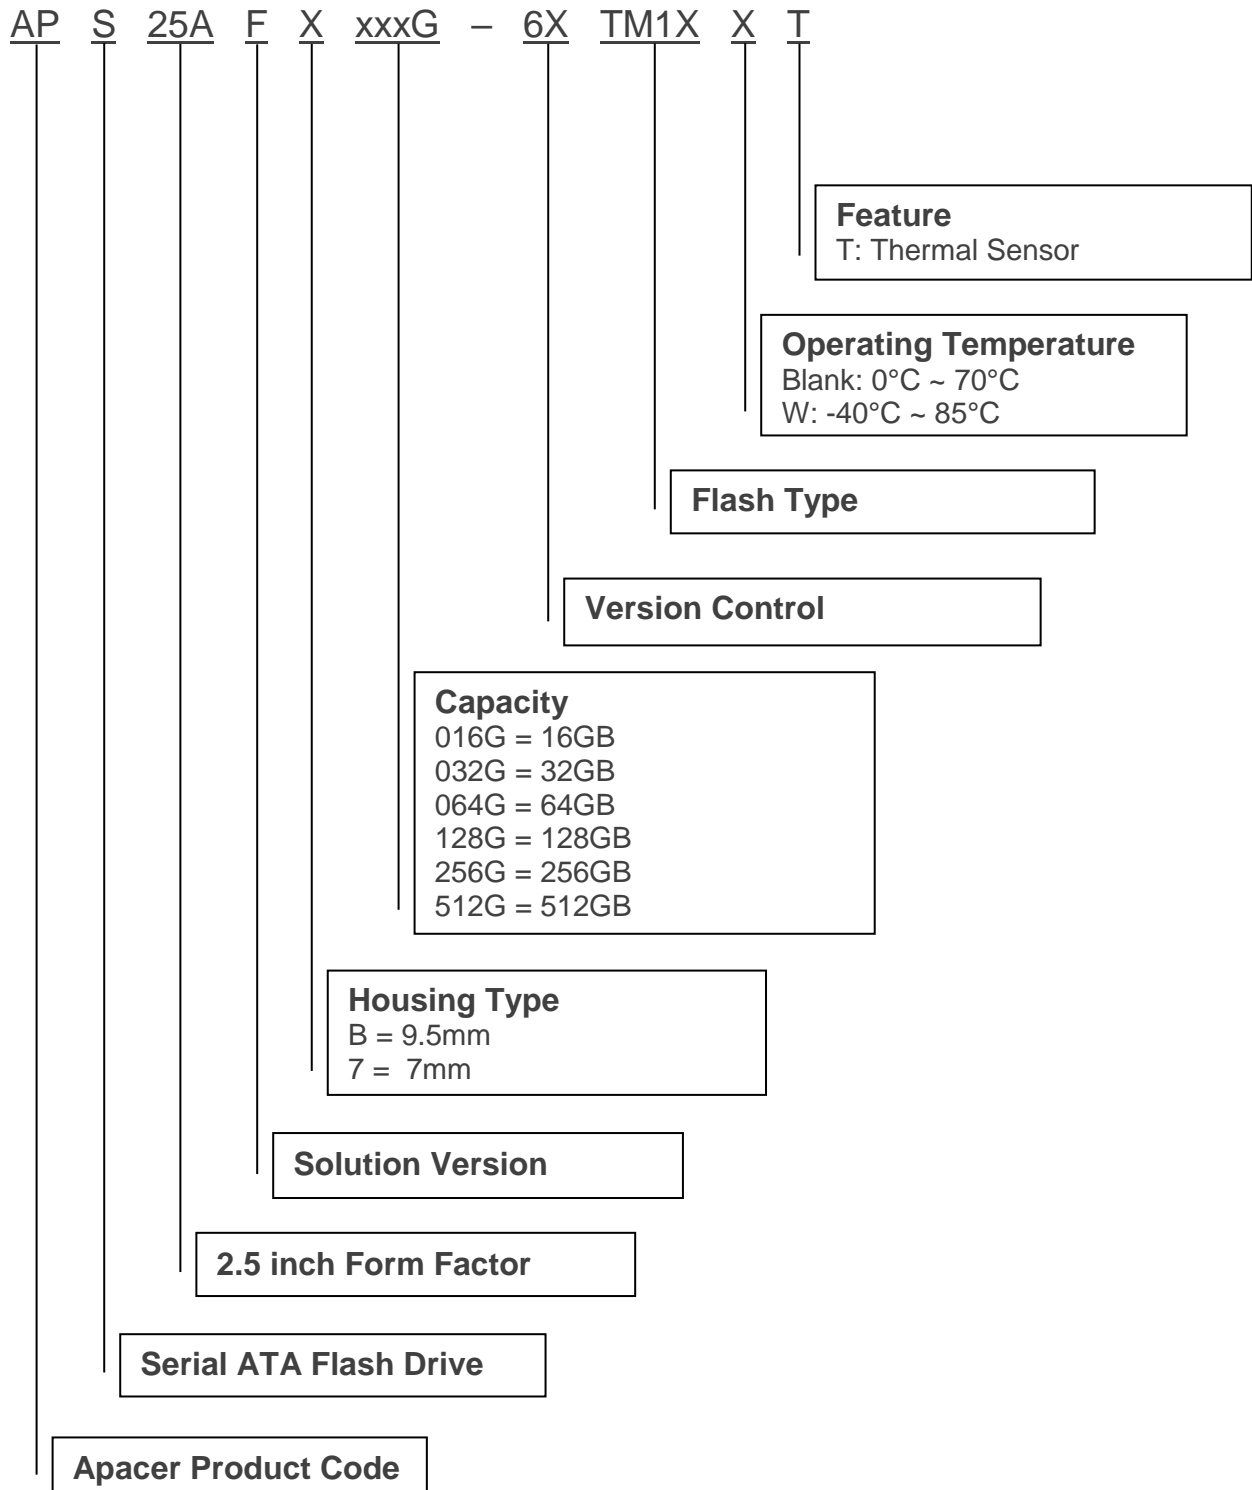 AP S 25A F X xxxG – 6X TM1X X T
Feature
T: Thermal Sensor
Operating Temperature
Blank: 0°C ~ 70°C
W: -40°C ~ 85°C
Flash Type
Version Control
Capacity
016G = 16GB
032G = 32GB
064G = 64GB
128G = 128GB
256G = 256GB
512G = 512GB
Housing Type
B = 9.5mm
7 = 7mm
Solution Version
2.5 inch Form Factor
Serial ATA Flash Drive
Apacer Product Code